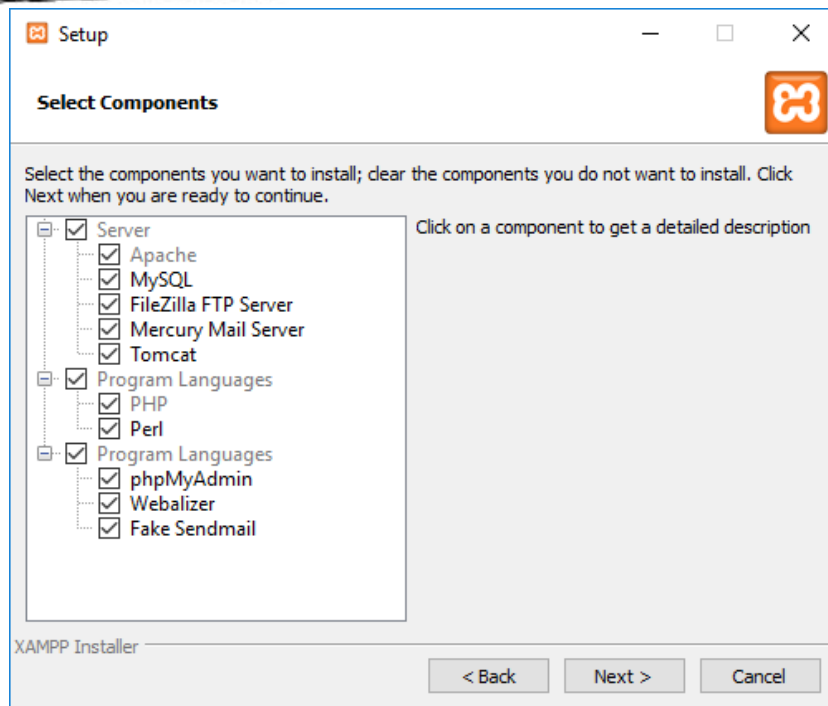 Setup
Select Components
Select the components you want to install; clear the components you do not want to install. Click
Next when you are ready to continue.
Server
Apache
MySQL
FileZilla FTP Server
Mercury Mail Server
Tomcat
Program Languages
PHP
Perl
Program Languages
phpMyAdmin
Webalizer
Fake Sendmail
Click on a component to get a detailed description
XAMPP Installer
< Back
Next >
Cancel